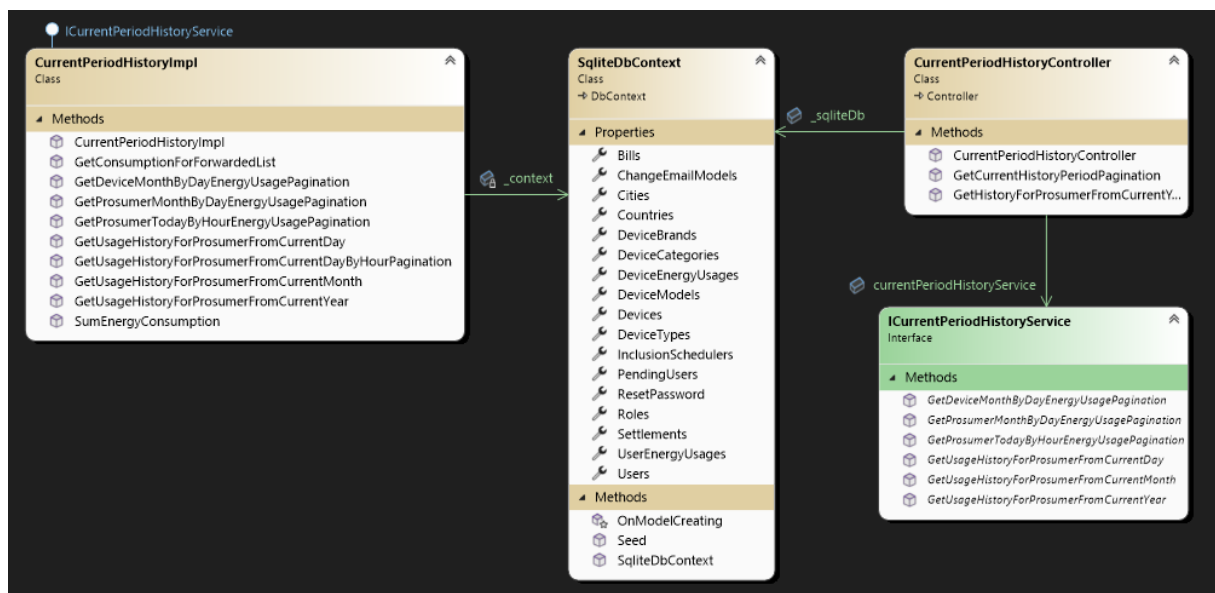 ICurrentPeriodHistoryService
CurrentPeriodHistoryImpl
Class
Methods
CurrentPeriodHistoryImpl
GetConsumptionForForwardedList
GetDeviceMonthByDayEnergyUsagePagination
GetProsumerMonthByDayEnergyUsagePagination
GetProsumerTodayByHourEnergyUsagePagination
GetUsageHistoryForProsumerFromCurrentDay
GetUsageHistoryForProsumerFromCurrentDayByHourPagination
GetUsageHistoryForProsumerFromCurrentMonth
GetUsageHistoryForProsumerFromCurrentYear
SumEnergyConsumption
_context
SqliteDbContext
Class
DbContext
Properties
Bills
ChangeEmailModels
Cities
Countries
DeviceBrands
DeviceCategories
DeviceEnergyUsages
DeviceModels
Devices
DeviceTypes
InclusionSchedulers
PendingUsers
ResetPassword
Roles
Settlements
UserEnergyUsages
Users
Methods
OnModelCreating
Seed
SqliteDbContext
_sqliteDb
CurrentPeriodHistoryController
Class
Controller
Methods
CurrentPeriodHistoryController
GetCurrentHistoryPeriodPagination
GetHistoryForProsumerFromCurrentY...
currentPeriodHistoryService
ICurrentPeriodHistoryService
Interface
Methods
GetDeviceMonthByDayEnergyUsagePagination
GetProsumerMonthByDayEnergyUsagePagination
GetProsumerTodayByHourEnergyUsagePagination
GetUsageHistoryForProsumerFromCurrentDay
GetUsageHistoryForProsumerFromCurrentMonth
GetUsageHistoryForProsumerFromCurrentYear